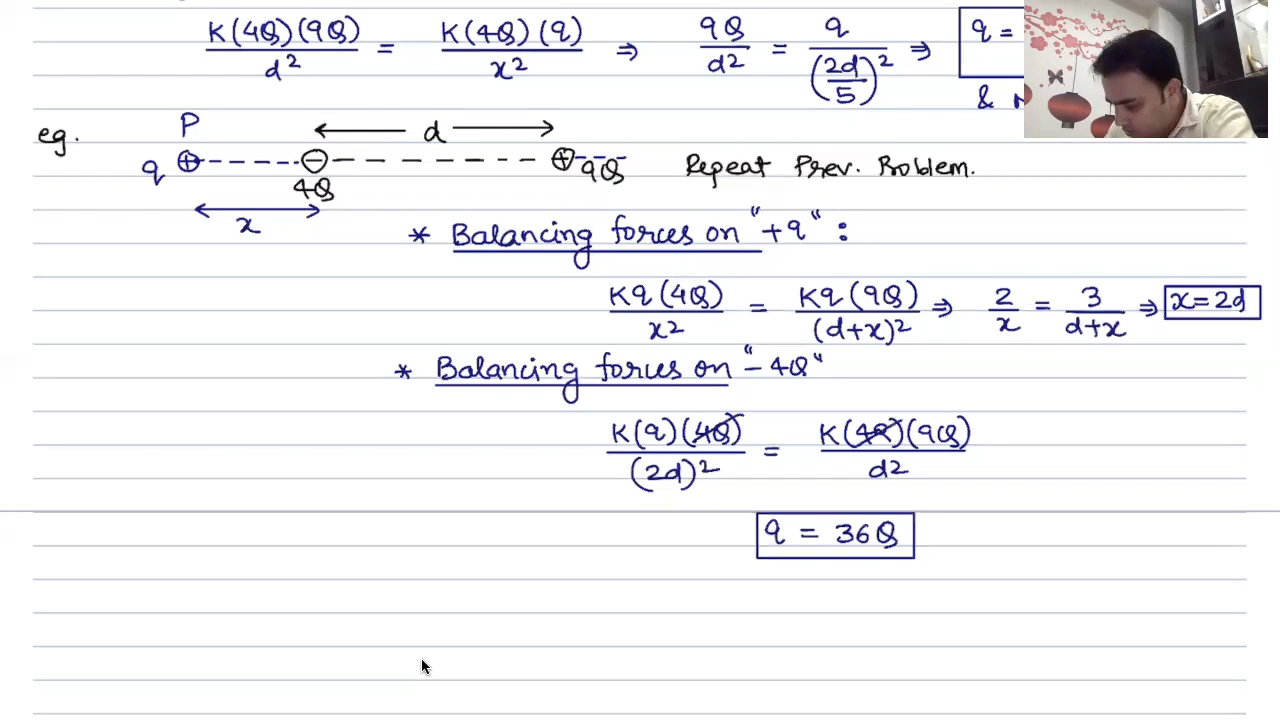 K(4Q)(9Q)/d² = K(4Q)(q)/x² ⇒ 9Q/d² = q/(2d/5)² ⇒ q =
&
eg. P d
q ⊕ ⊖ ⊕ 9Q Repeat Prev. Problem.
4Q
x
* Balancing forces on "+q" :
Kq(4Q)/x² = Kq(9Q)/(d+x)² ⇒ 2/x = 3/(d+x) ⇒ x=2d
* Balancing forces on "-4Q"
K(q)(4Q)/(2d)² = K(4Q)(9Q)/d²
q = 36Q